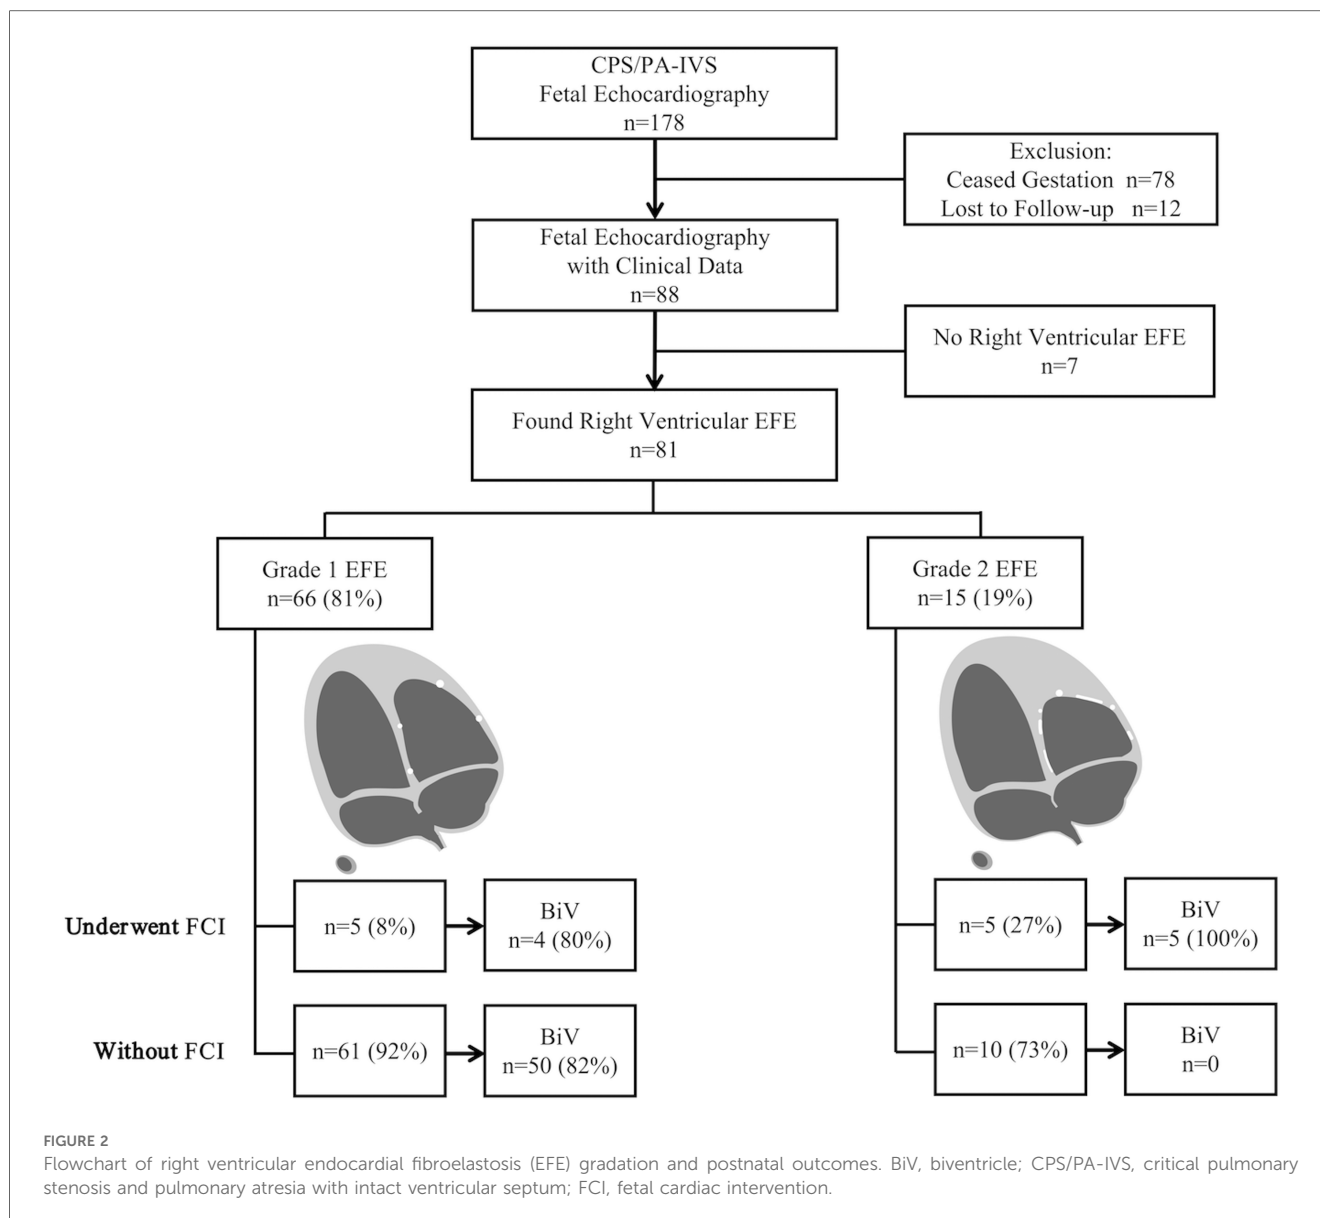 CPS/PA-IVS
Fetal Echocardiography
n=178
Exclusion:
Ceased Gestation n=78
Lost to Follow-up n=12
Fetal Echocardiography
with Clinical Data
n=88
No Right Ventricular EFE
n=7
Found Right Ventricular EFE
n=81
Grade 1 EFE
n=66 (81%)
Grade 2 EFE
n=15 (19%)
Underwent FCI
n=5 (8%)
BiV
n=4 (80%)
n=5 (27%)
BiV
n=5 (100%)
Without FCI
n=61 (92%)
BiV
n=50 (82%)
n=10 (73%)
BiV
n=0
FIGURE 2
Flowchart of right ventricular endocardial fibroelastosis (EFE) gradation and postnatal outcomes. BiV, biventricle; CPS/PA-IVS, critical pulmonary
stenosis and pulmonary atresia with intact ventricular septum; FCI, fetal cardiac intervention.